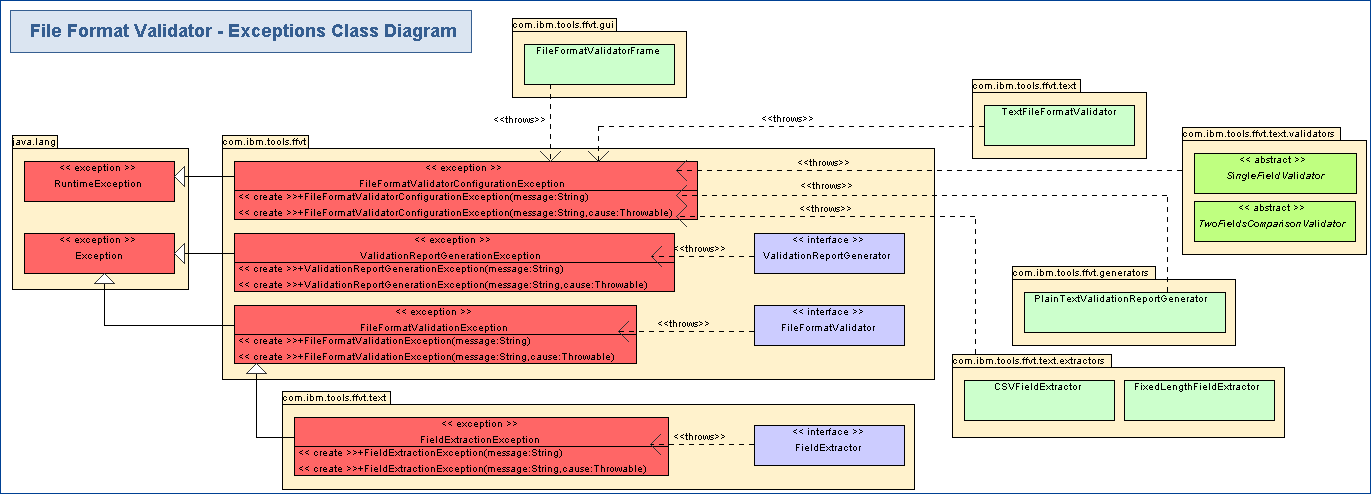 File Format Validator - Exceptions Class Diagram
com.ibm.tools.ffvt.gui
FileFormatValidatorFrame
<<throws>>
<<throws>>
com.ibm.tools.ffvt.text
TextFileFormatValidator
com.ibm.tools.ffvt.text.validators
<< abstract >>
SingleFieldValidator
<< abstract >>
TwoFieldsComparisonValidator
java.lang
<< exception >>
RuntimeException
<< exception >>
Exception
com.ibm.tools.ffvt
<< exception >>
FileFormatValidatorConfigurationException
<< create >>+FileFormatValidatorConfigurationException(message:String)
<< create >>+FileFormatValidatorConfigurationException(message:String,cause:Throwable)
<<throws>>
<<throws>>
<<throws>>
<< exception >>
ValidationReportGenerationException
<< create >>+ValidationReportGenerationException(message:String)
<< create >>+ValidationReportGenerationException(message:String,cause:Throwable)
<<throws>>
<< interface >>
ValidationReportGenerator
<< exception >>
FileFormatValidationException
<< create >>+FileFormatValidationException(message:String)
<< create >>+FileFormatValidationException(message:String,cause:Throwable)
<<throws>>
<< interface >>
FileFormatValidator
com.ibm.tools.ffvt.generators
PlainTextValidationReportGenerator
com.ibm.tools.ffvt.text.extractors
CSVFieldExtractor
FixedLengthFieldExtractor
com.ibm.tools.ffvt.text
<< exception >>
FieldExtractionException
<< create >>+FieldExtractionException(message:String)
<< create >>+FieldExtractionException(message:String,cause:Throwable)
<<throws>>
<< interface >>
FieldExtractor